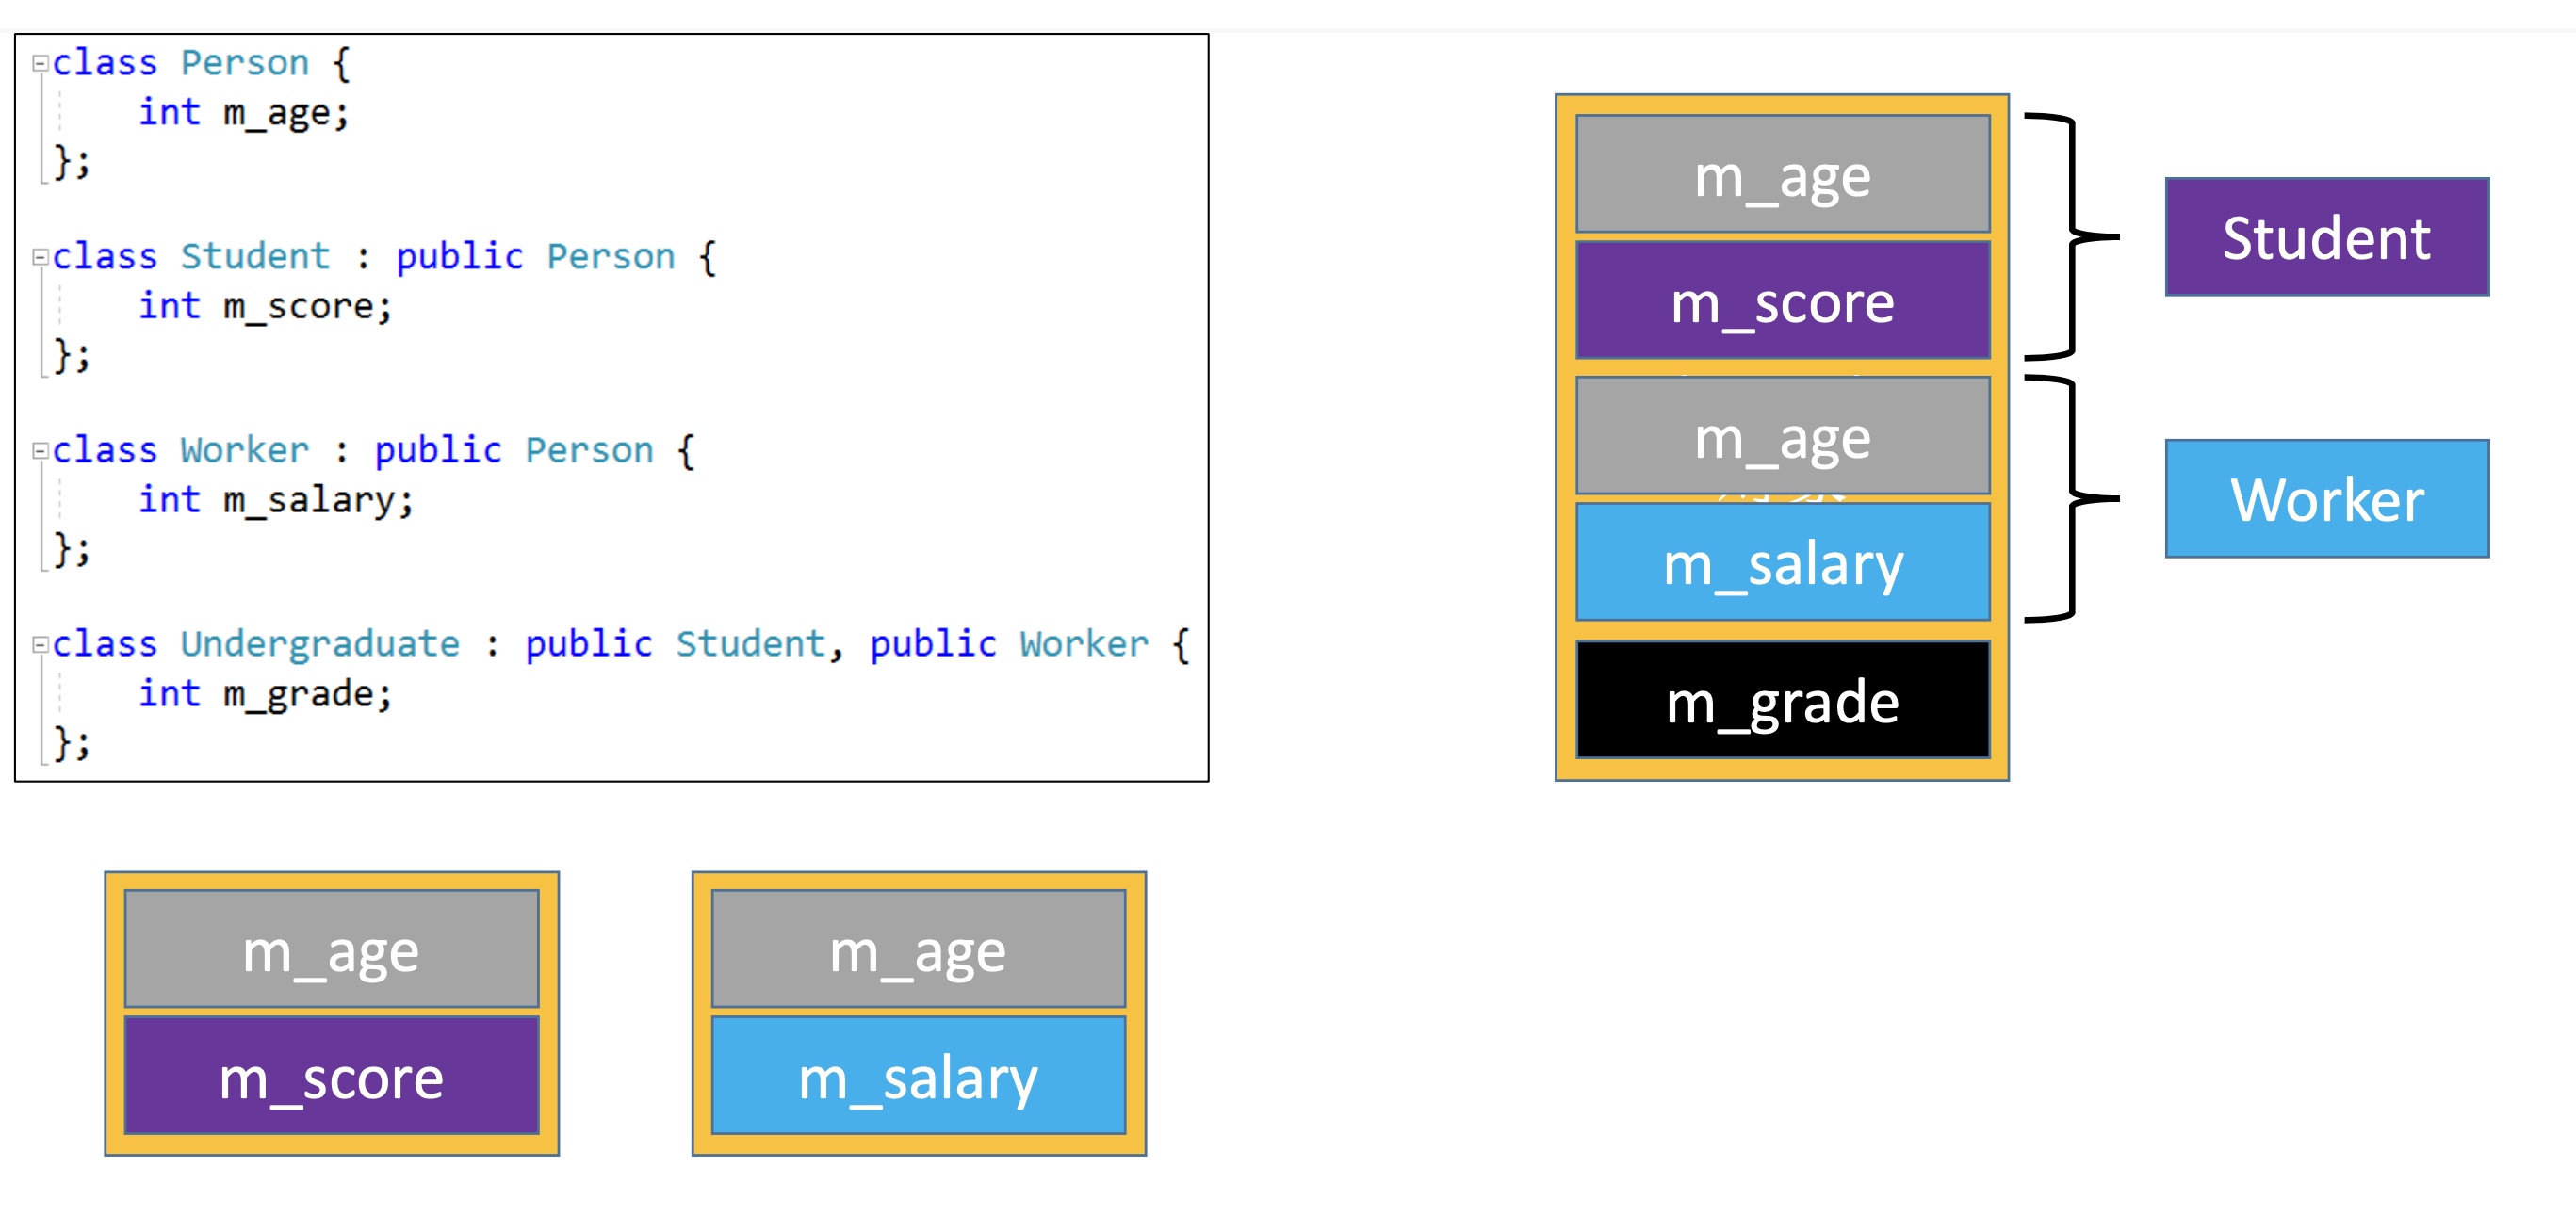 class Person {
    int m_age;
};
class Student : public Person {
    int m_score;
};
class Worker : public Person {
    int m_salary;
};
class Undergraduate : public Student, public Worker {
    int m_grade;
};
m_age
m_score
m_age
m_salary
m_grade
Student
Worker
m_age
m_score
m_age
m_salary